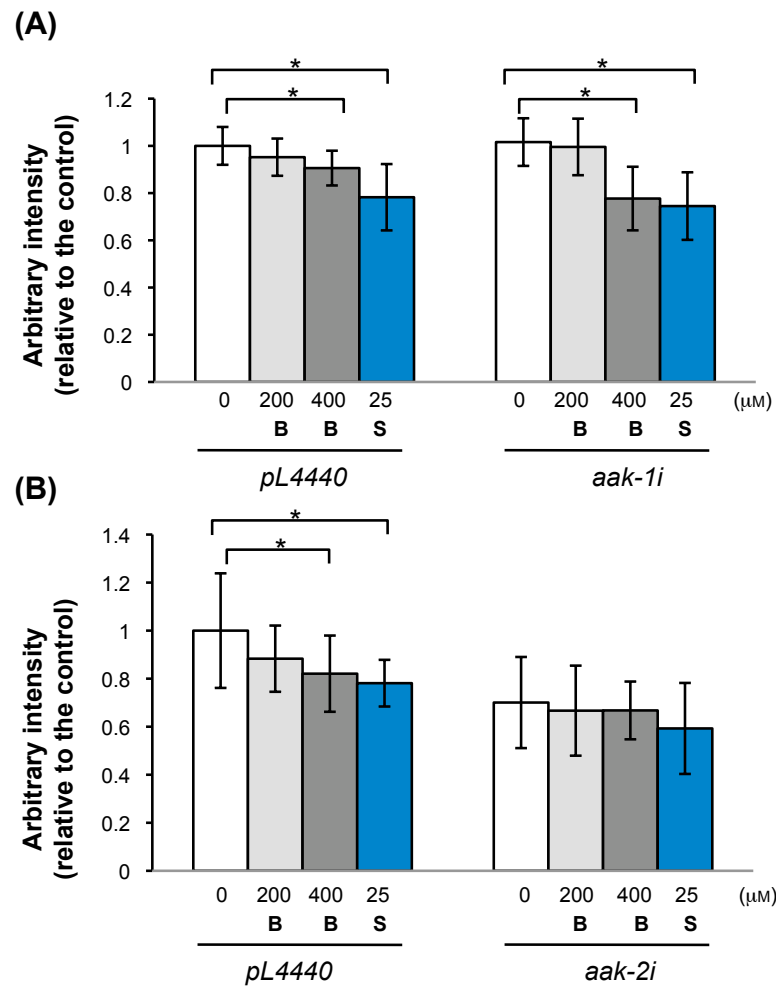 (A)
* *
* *
Arbitrary intensity
(relative to the control)
1.2
1
0.8
0.6
0.4
0.2
0
0 200 400 25 0 200 400 25 (μM)
B B S B B S
pL4440 aak-1i
(B)
*
*
Arbitrary intensity
(relative to the control)
1.4
1.2
1
0.8
0.6
0.4
0.2
0
0 200 400 25 0 200 400 25 (μM)
B B S B B S
pL4440 aak-2i